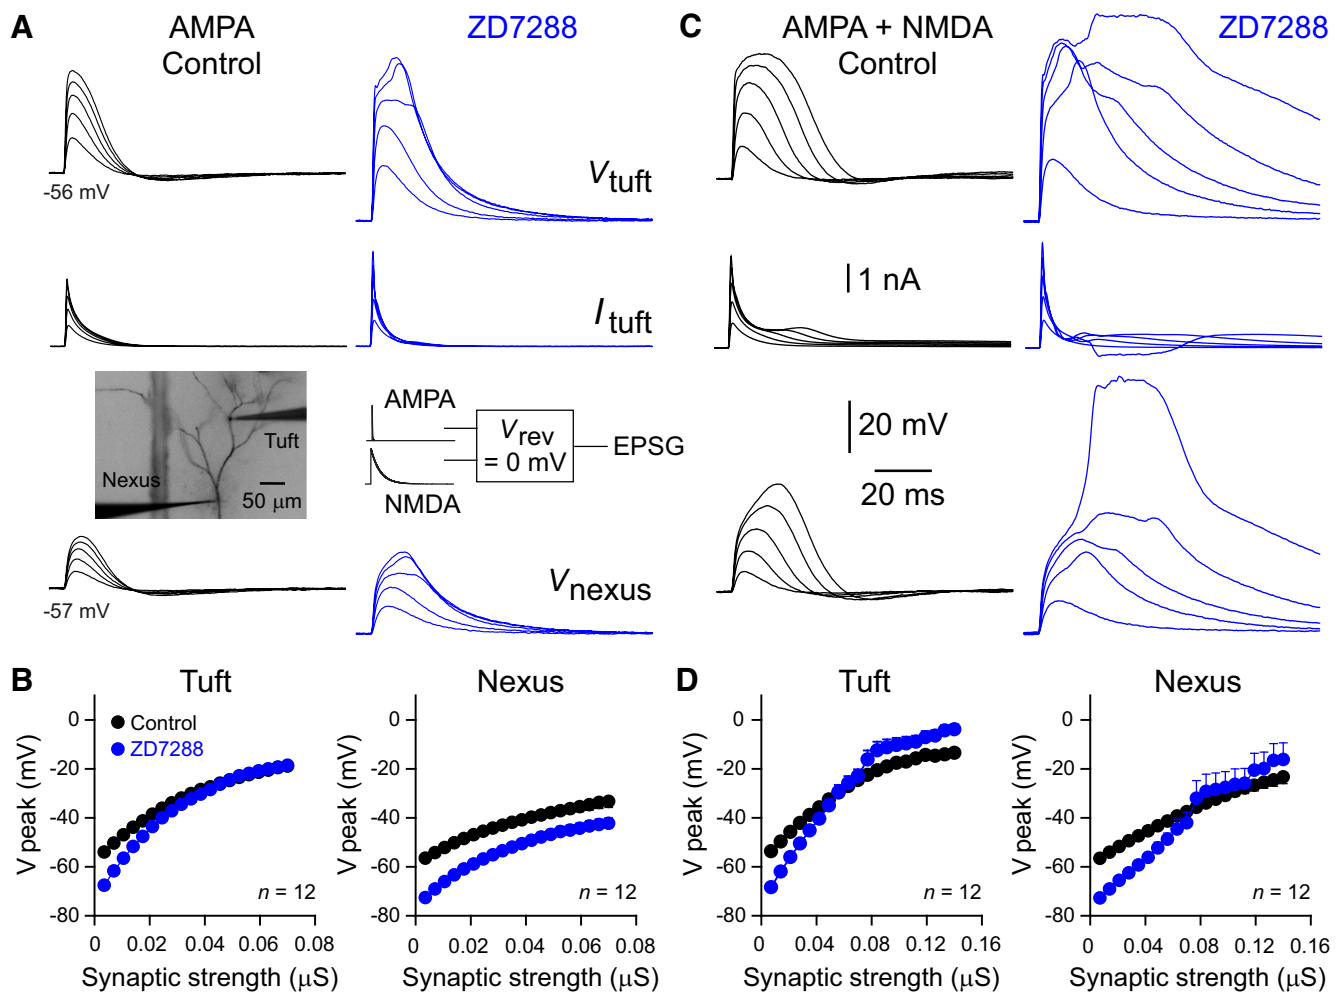 A AMPA Control ZD7288
-56 mV
V tuft
I tuft
Nexus Tuft 50 μm
AMPA
NMDA
V rev = 0 mV
EPSG
-57 mV
V nexus
C AMPA + NMDA Control ZD7288
1 nA
20 mV
20 ms
B Tuft
V peak (mV)
0
-20
-40
-60
-80
Control
ZD7288
n = 12
0 0.02 0.04 0.06 0.08
Synaptic strength (μS)
Nexus
V peak (mV)
0
-20
-40
-60
-80
n = 12
0 0.02 0.04 0.06 0.08
Synaptic strength (μS)
D Tuft
V peak (mV)
0
-20
-40
-60
-80
n = 12
0 0.04 0.08 0.12 0.16
Synaptic strength (μS)
Nexus
V peak (mV)
0
-20
-40
-60
-80
n = 12
0 0.04 0.08 0.12 0.16
Synaptic strength (μS)